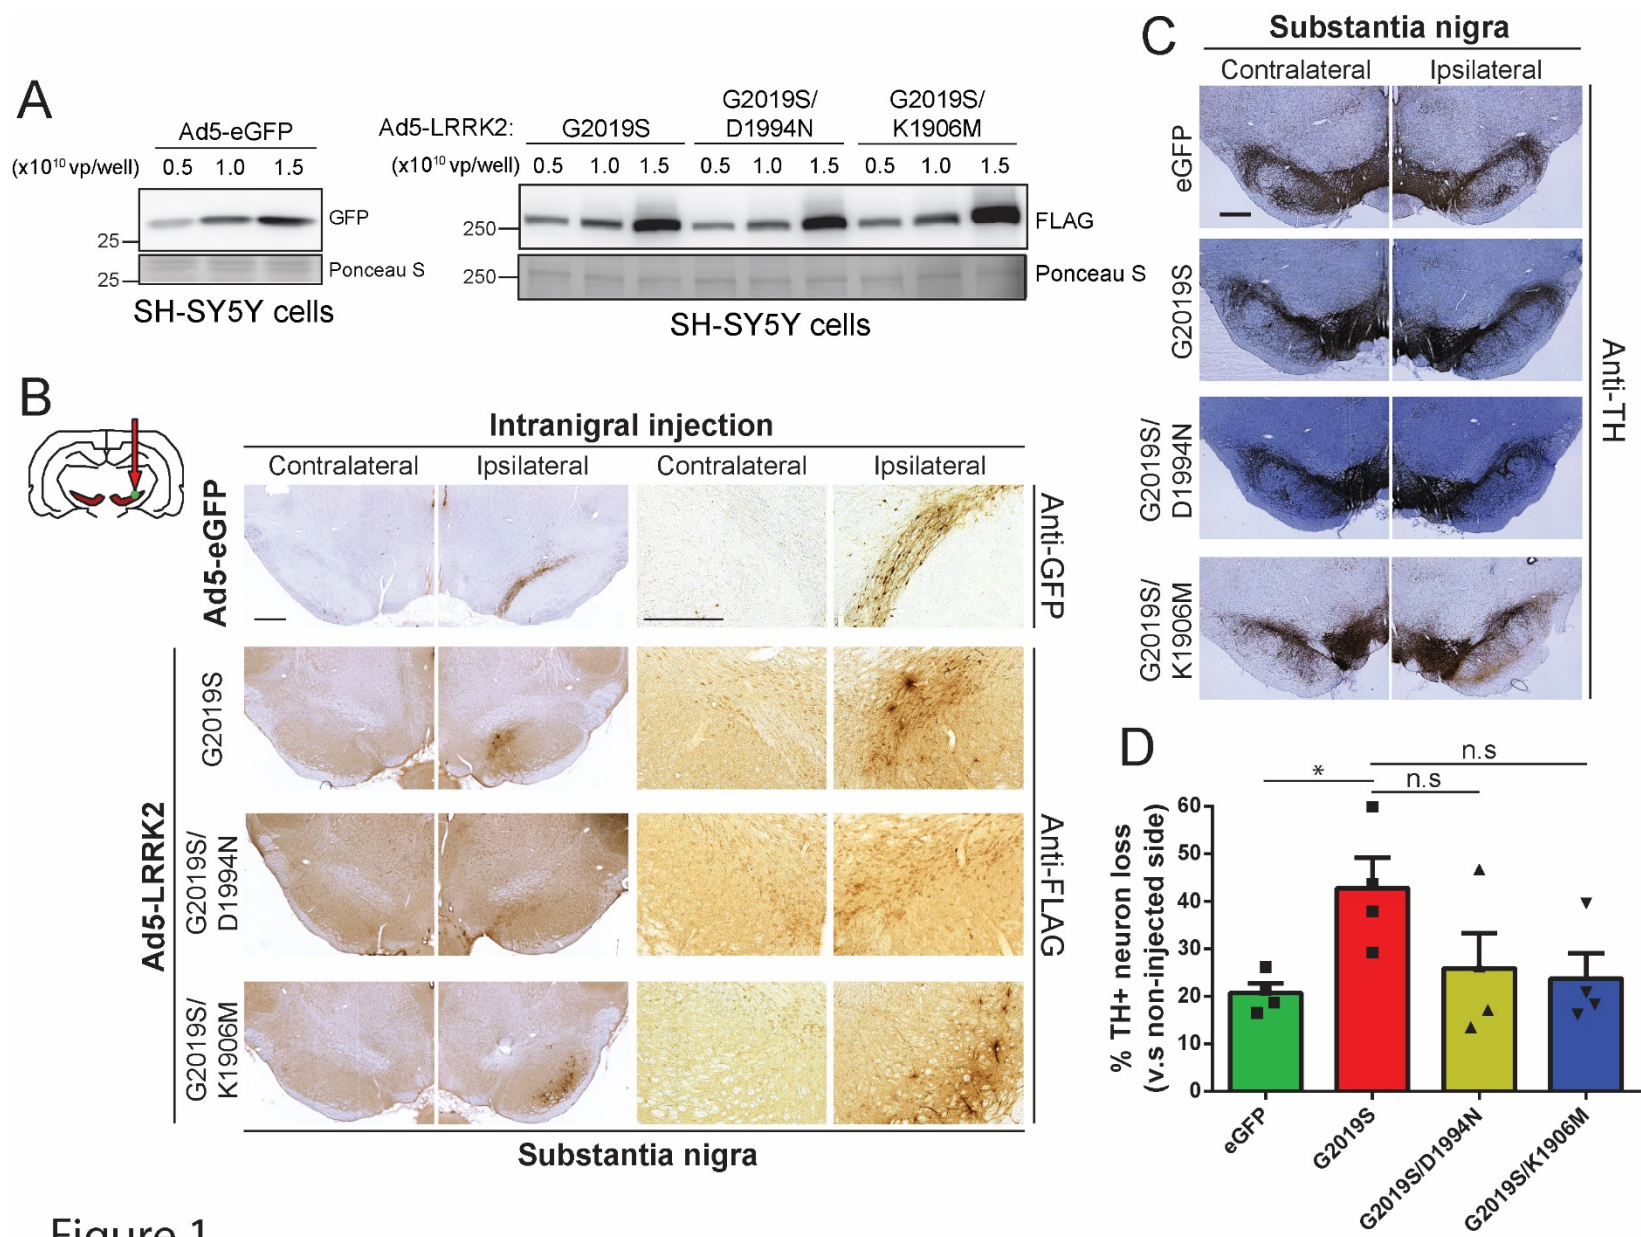 A
Ad5-eGFP
(x10¹⁰ vp/well) 0.5 1.0 1.5
GFP
25
25
Ponceau S
SH-SY5Y cells
Ad5-LRRK2: G2019S G2019S/ D1994N G2019S/ K1906M
(x10¹⁰ vp/well) 0.5 1.0 1.5 0.5 1.0 1.5 0.5 1.0 1.5
250
FLAG
250
Ponceau S
SH-SY5Y cells
B
Intranigral injection
Contralateral Ipsilateral Contralateral Ipsilateral
Ad5-eGFP
Anti-GFP
Ad5-LRRK2
G2019S
G2019S/
D1994N
G2019S/
K1906M
Anti-FLAG
Substantia nigra
C
Substantia nigra
Contralateral Ipsilateral
eGFP
G2019S
G2019S/
D1994N
G2019S/
K1906M
Anti-TH
D
n.s
* n.s
% TH+ neuron loss
(v.s non-injected side)
60
50
40
30
20
10
0
eGFP
G2019S
G2019S/D1994N
G2019S/K1906M
Figure 1